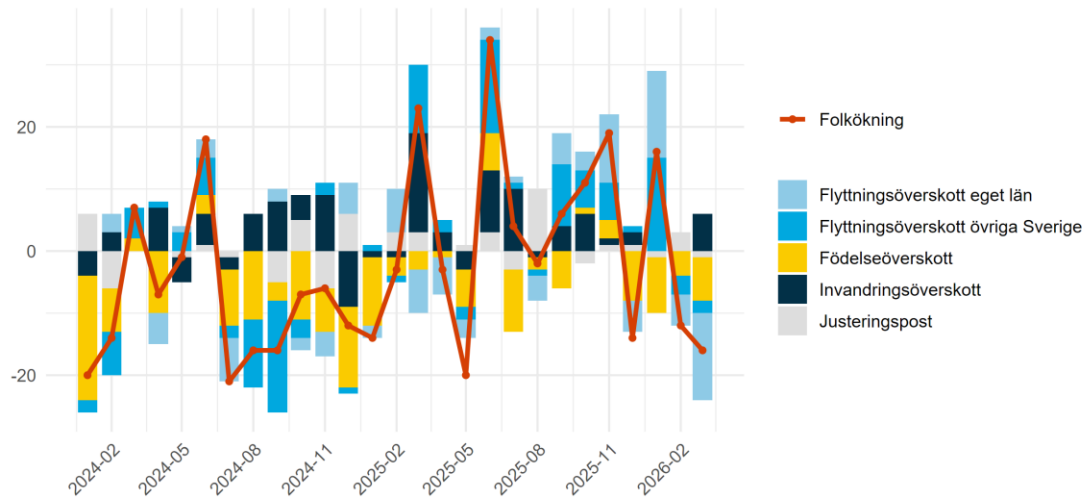 20
0
-20
2024-02
2024-05
2024-08
2024-11
2025-02
2025-05
2025-08
2025-11
2026-02
Folkökning
Flyttningsöverskott eget län
Flyttningsöverskott övriga Sverige
Födelseöverskott
Invandringsöverskott
Justeringspost